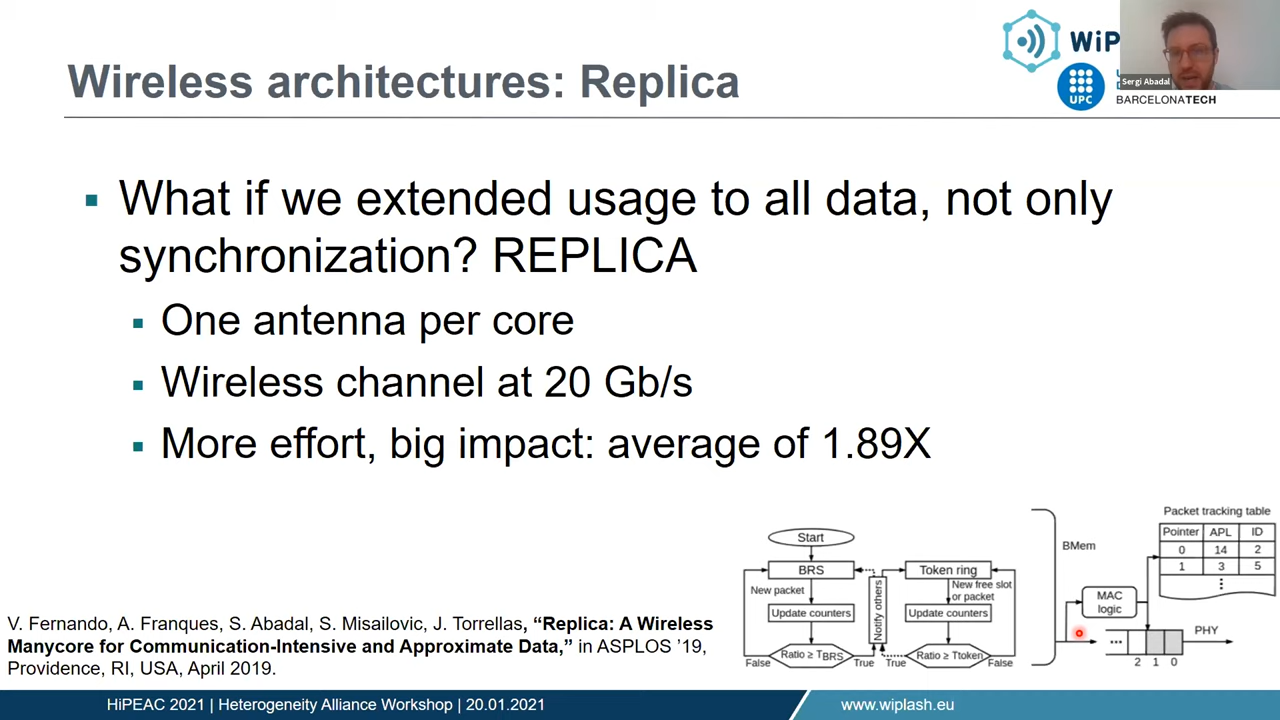 WiP
Sergi Abadal
UPC
BARCELONATECH
Wireless architectures: Replica
What if we extended usage to all data, not only
synchronization? REPLICA
One antenna per core
Wireless channel at 20 Gb/s
More effort, big impact: average of 1.89X
Start
BRS
New packet
Update counters
Ratio ≥ TBRS
False
True
Notify others
Token ring
New free slot
or packet
Update counters
Ratio ≥ Ttoken
True
False
BMem
MAC
logic
Packet tracking table
Pointer APL ID
0 14 2
1 3 5
⋮
PHY
...
2 1 0
V. Fernando, A. Franques, S. Abadal, S. Misailovic, J. Torrellas, “Replica: A Wireless
Manycore for Communication-Intensive and Approximate Data,” in ASPLOS ’19,
Providence, RI, USA, April 2019.
HiPEAC 2021 | Heterogeneity Alliance Workshop | 20.01.2021
www.wiplash.eu